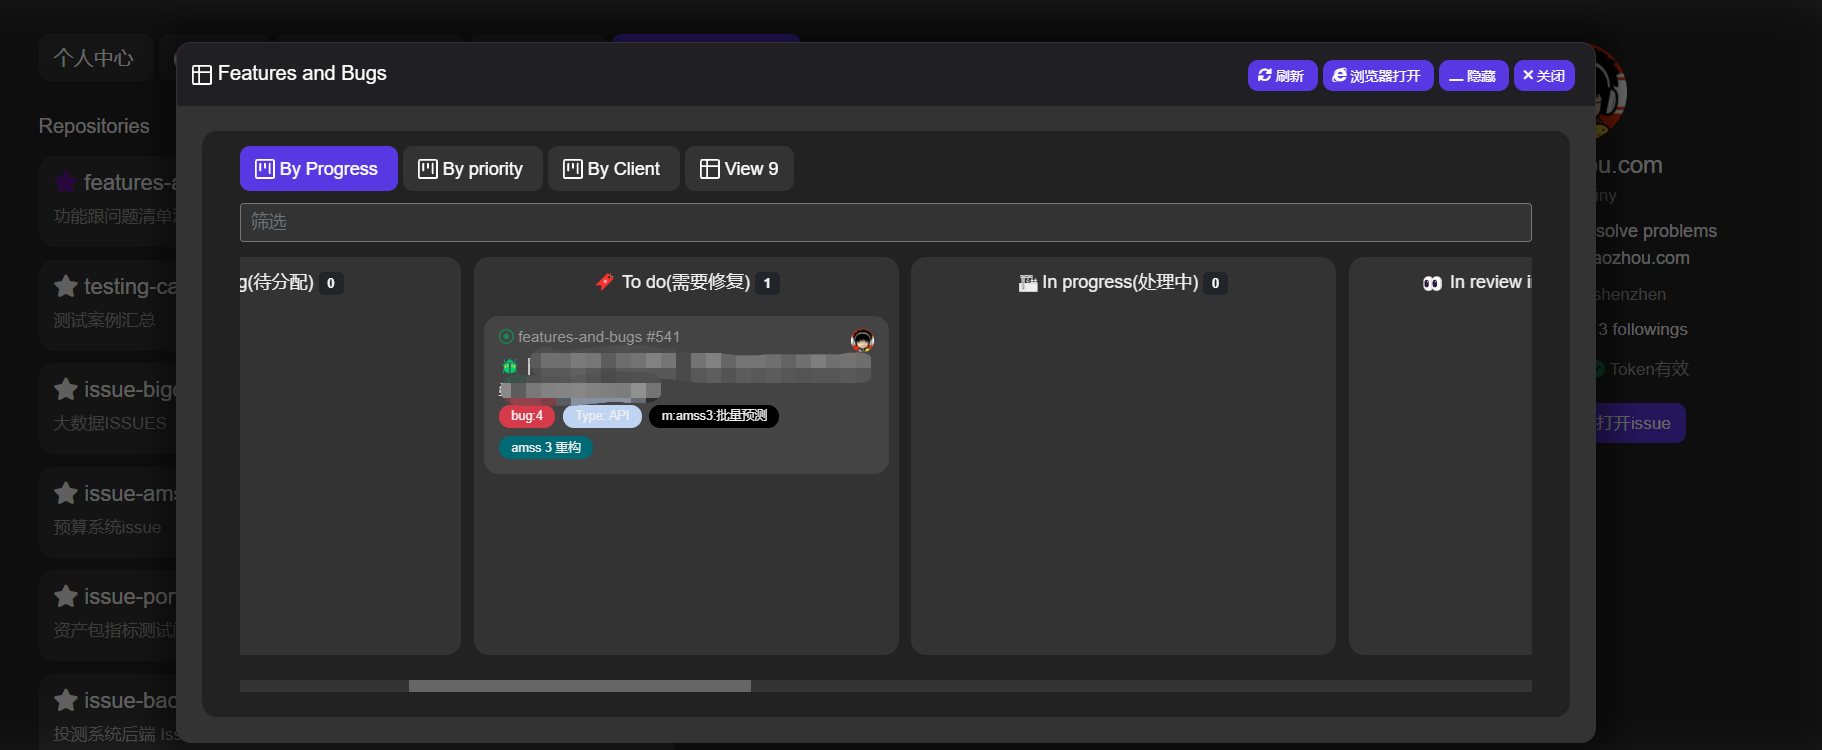 个人中心
Features and Bugs
刷新
浏览器打开
隐藏
关闭
Repositories
features-a
功能跟问题清单
testing-ca
测试案例汇总
issue-big
大数据ISSUES
issue-ams
预算系统issue
issue-por
资产包指标测试
issue-bac
投测系统后端 Iss
By Progress
By priority
By Client
View 9
筛选
g(待分配) 0
To do(需要修复) 1
In progress(处理中) 0
In review i
features-and-bugs #541
bug:4
Type: API
m:amss3:批量预测
amss 3 重构
ou.com
iny
solve problems
aozhou.com
shenzhen
3 followings
Token有效
打开issue